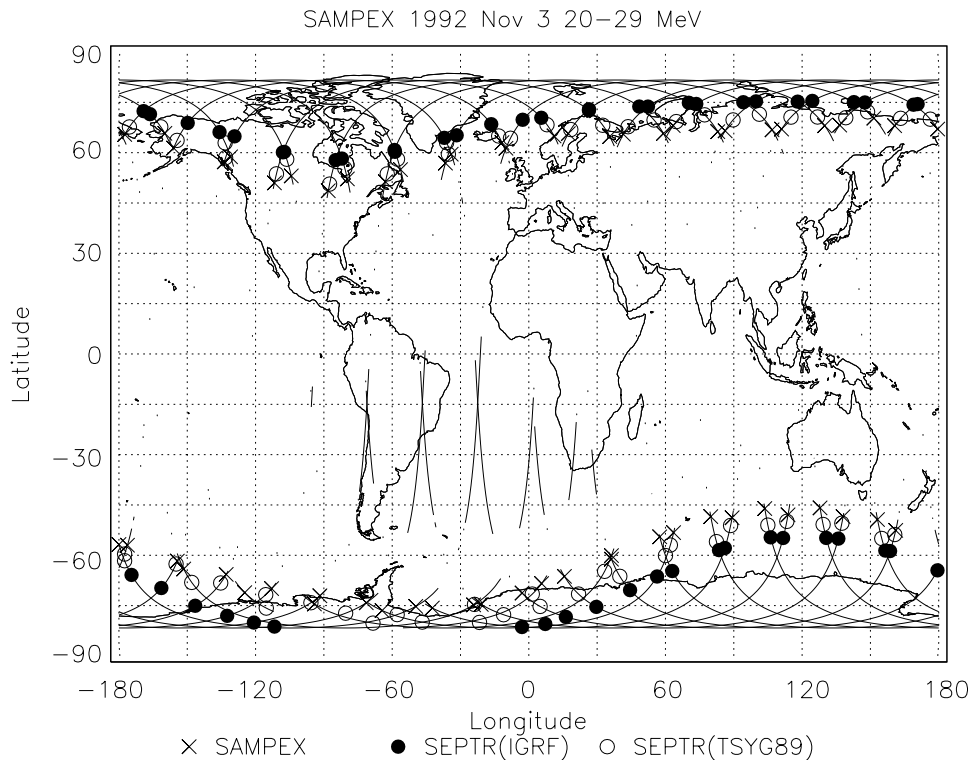 SAMPEX 1992 Nov 3 20−29 MeV
90
60
30
0
−30
−60
−90
Latitude
−180 −120 −60 0 60 120 180
Longitude
× SAMPEX ● SEPTR(IGRF) ○ SEPTR(TSYG89)